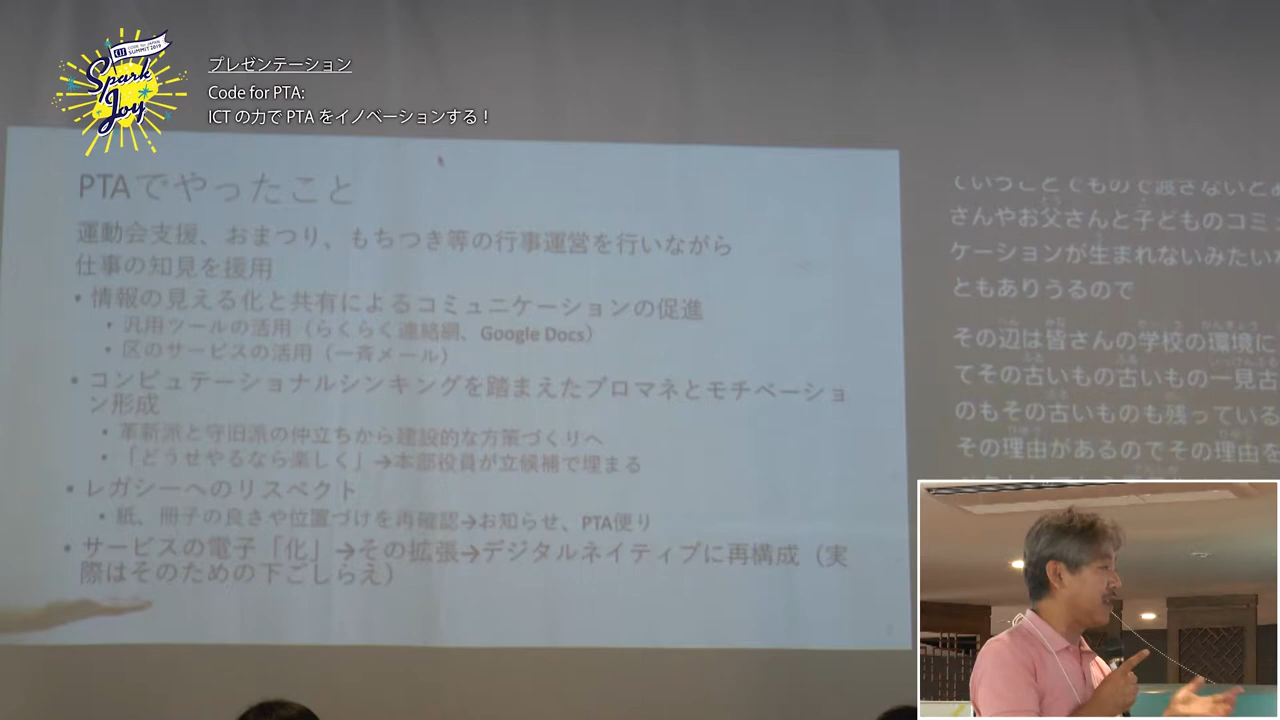 CODE for JAPAN
SUMMIT 2019
Spark
Joy
プレゼンテーション
Code for PTA:
ICT の力で PTA をイノベーションする！
PTAでやったこと
運動会支援、おまつり、もちつき等の行事運営を行いながら
仕事の知見を援用
• 情報の見える化と共有によるコミュニケーションの促進
• 汎用ツールの活用（らくらく連絡網、Google Docs）
• 区のサービスの活用（一斉メール）
• コンピュテーショナルシンキングを踏まえたプロマネとモチベーショ
ン形成
• 革新派と守旧派の仲立ちから建設的な方策づくりへ
• 「どうせやるなら楽しく」→本部役員が立候補で埋まる
• レガシーへのリスペクト
• 紙、冊子の良さや位置づけを再確認→お知らせ、PTA便り
• サービスの電子「化」→その拡張→デジタルネイティブに再構成（実
際はそのための下ごしらえ）
ていうことでもので渡さないとお
さんやお父さんと子どものコミュ
ケーションが生まれないみたいな
ともありうるので
その辺は皆さんの学校の環境に
てその古いもの古いもの一見古
のもその古いものも残っている
その理由があるのでその理由を